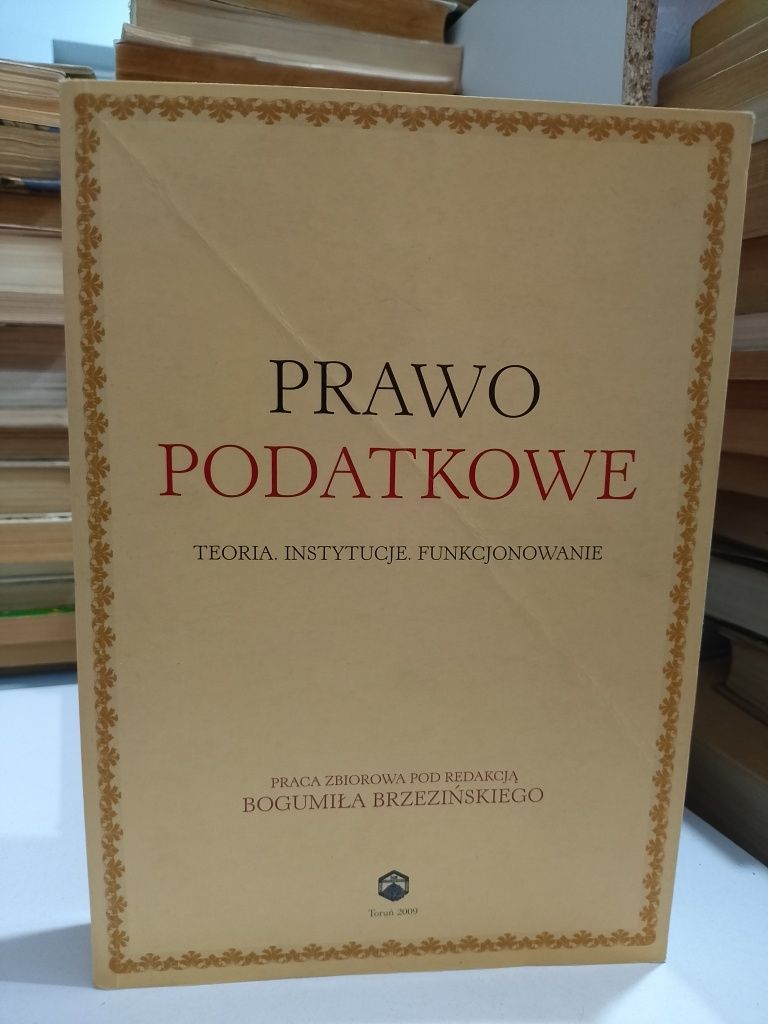 PRAWO
PODATKOWE
TEORIA. INSTYTUCJE. FUNKCJONOWANIE
PRACA ZBIOROWA POD REDAKCJĄ
BOGUMIŁA BRZEZIŃSKIEGO
Toruń 2009